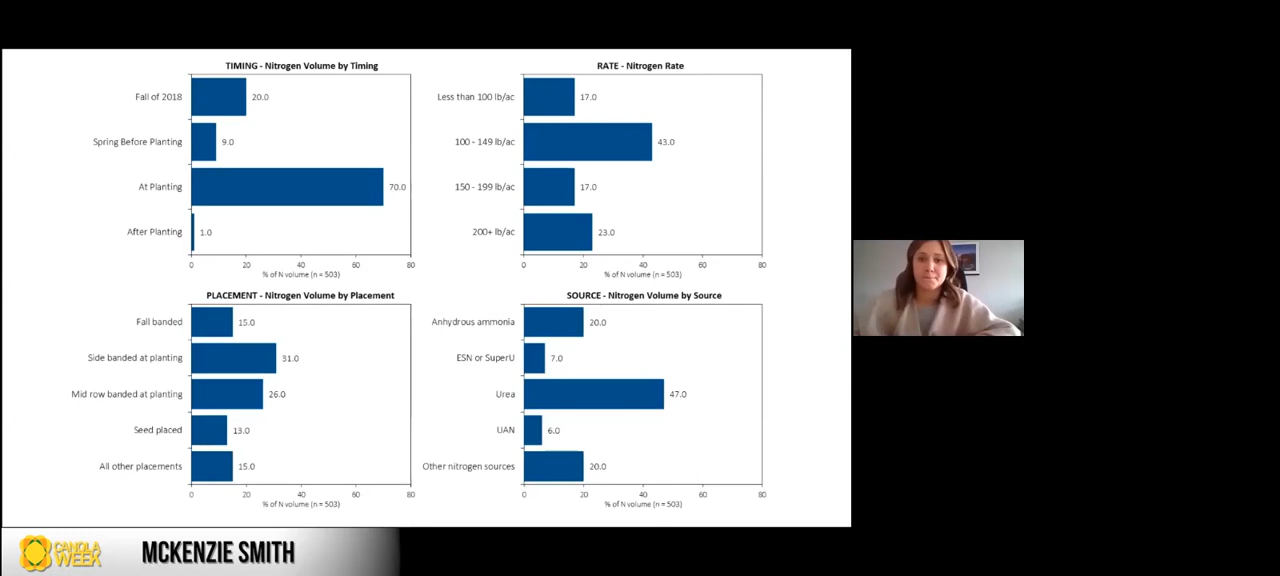 TIMING - Nitrogen Volume by Timing
Fall of 2018
20.0
Spring Before Planting
9.0
At Planting
70.0
After Planting
1.0
0 20 40 60 80
% of N volume (n = 503)
RATE - Nitrogen Rate
Less than 100 lb/ac
17.0
100 - 149 lb/ac
43.0
150 - 199 lb/ac
17.0
200+ lb/ac
23.0
0 20 40 60 80
% of N volume (n = 503)
PLACEMENT - Nitrogen Volume by Placement
Fall banded
15.0
Side banded at planting
31.0
Mid row banded at planting
26.0
Seed placed
13.0
All other placements
15.0
0 20 40 60 80
% of N volume (n = 503)
SOURCE - Nitrogen Volume by Source
Anhydrous ammonia
20.0
ESN or SuperU
7.0
Urea
47.0
UAN
6.0
Other nitrogen sources
20.0
0 20 40 60 80
% of N volume (n = 503)
CANOLA
WEEK
MCKENZIE SMITH